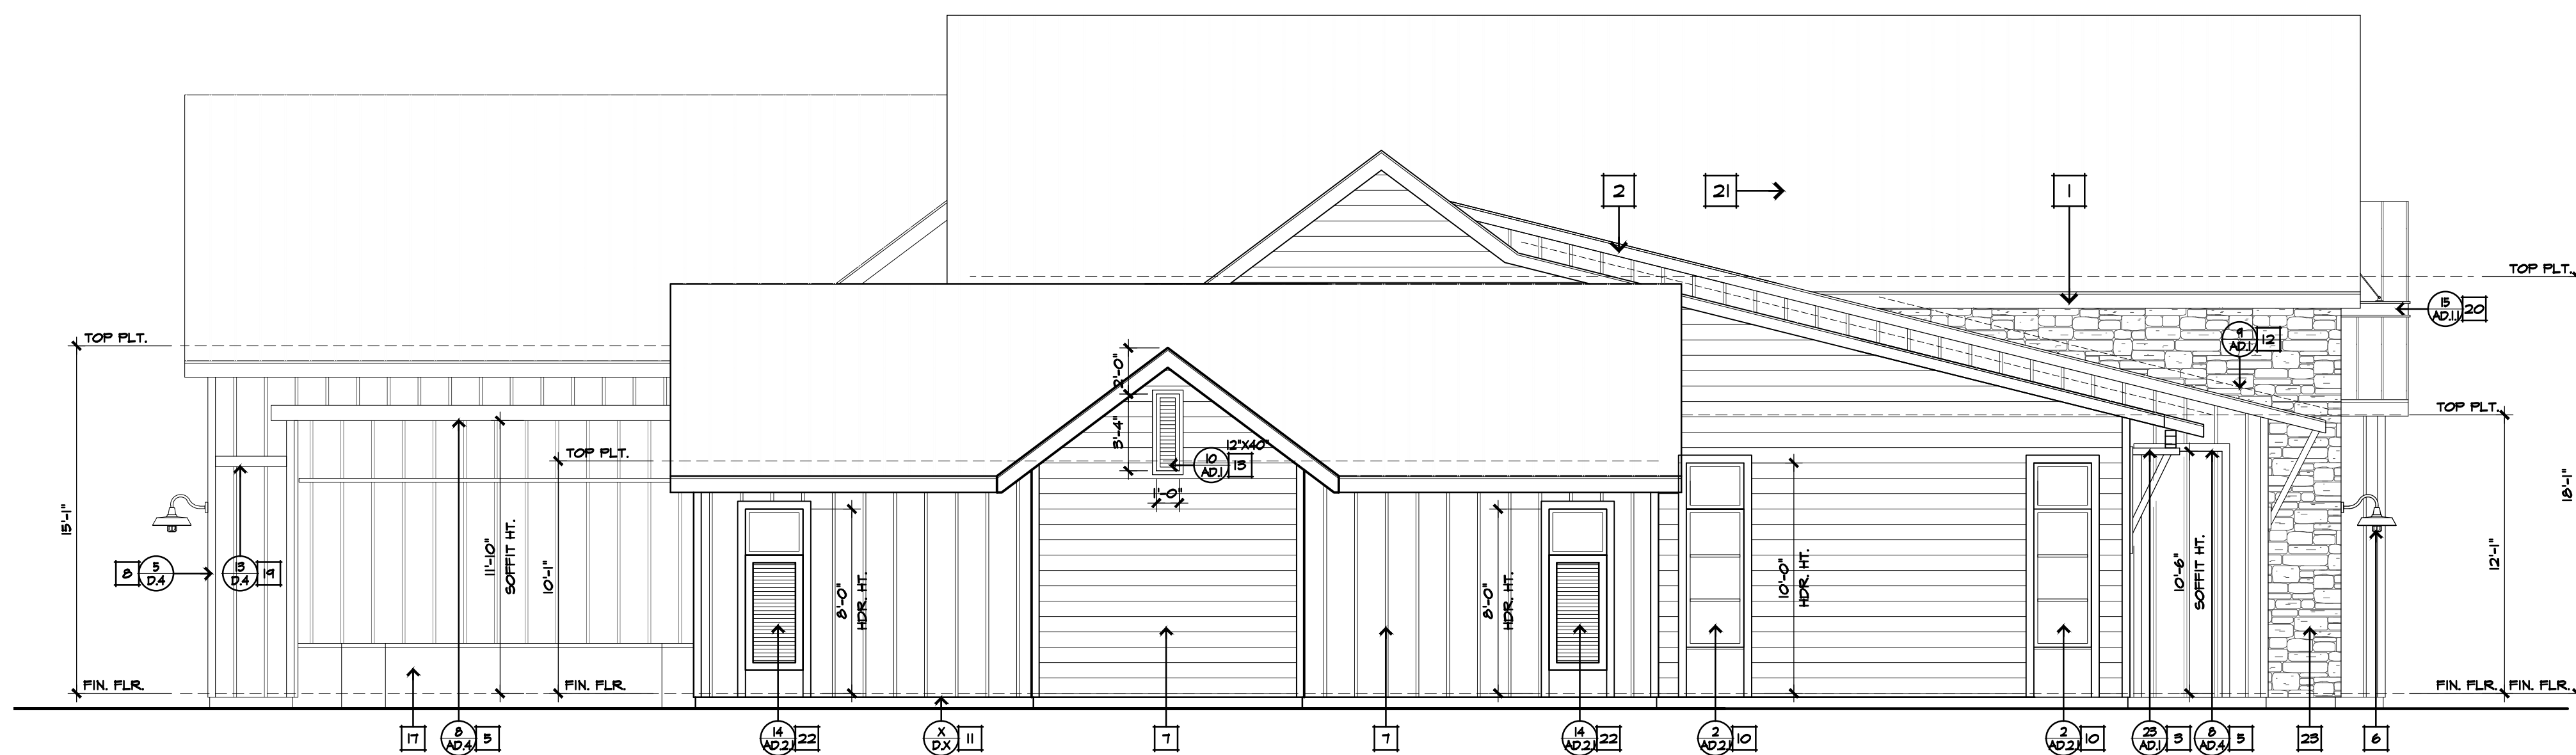 2
21
1
TOP PLT.
15
AD.1.1
20
TOP PLT.
9
AD.1
12
2'-0"
3'-4"
TOP PLT.
12"X40"
TOP PLT.
10
AD.1
13
1'-0"
15'-1"
11'-10"
SOFFIT HT.
10'-1"
8'-0"
HDR. HT.
8'-0"
HDR. HT.
10'-0"
HDR. HT.
10'-6"
SOFFIT HT.
12'-1"
18'-1"
8
5
D.4
13
D.4
19
FIN. FLR.
FIN. FLR.
FIN. FLR.
FIN. FLR.
17
8
AD.4
5
14
AD.2.1
22
X
D.X
11
7
7
14
AD.2.1
22
2
AD.2.1
10
2
AD.2.1
10
23
AD.1
3
8
AD.4
5
23
6